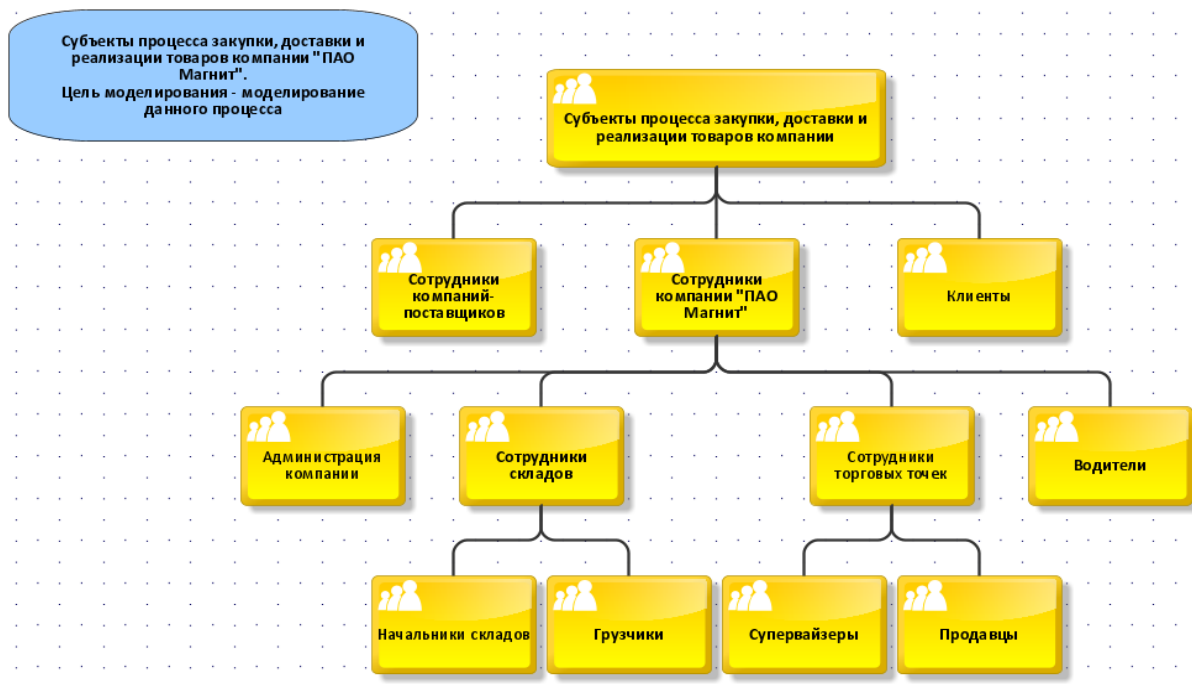 Субъекты процесса закупки, доставки и
реализации товаров компании "ПАО
Магнит".
Цель моделирования - моделирование
данного процесса
Субъекты процесса закупки, доставки и
реализации товаров компании
Сотрудники
компаний-
поставщиков
Сотрудники
компании "ПАО
Магнит"
Клиенты
Администрация
компании
Сотрудники
складов
Сотрудники
торговых точек
Водители
Начальники складов
Грузчики
Супервайзеры
Продавцы